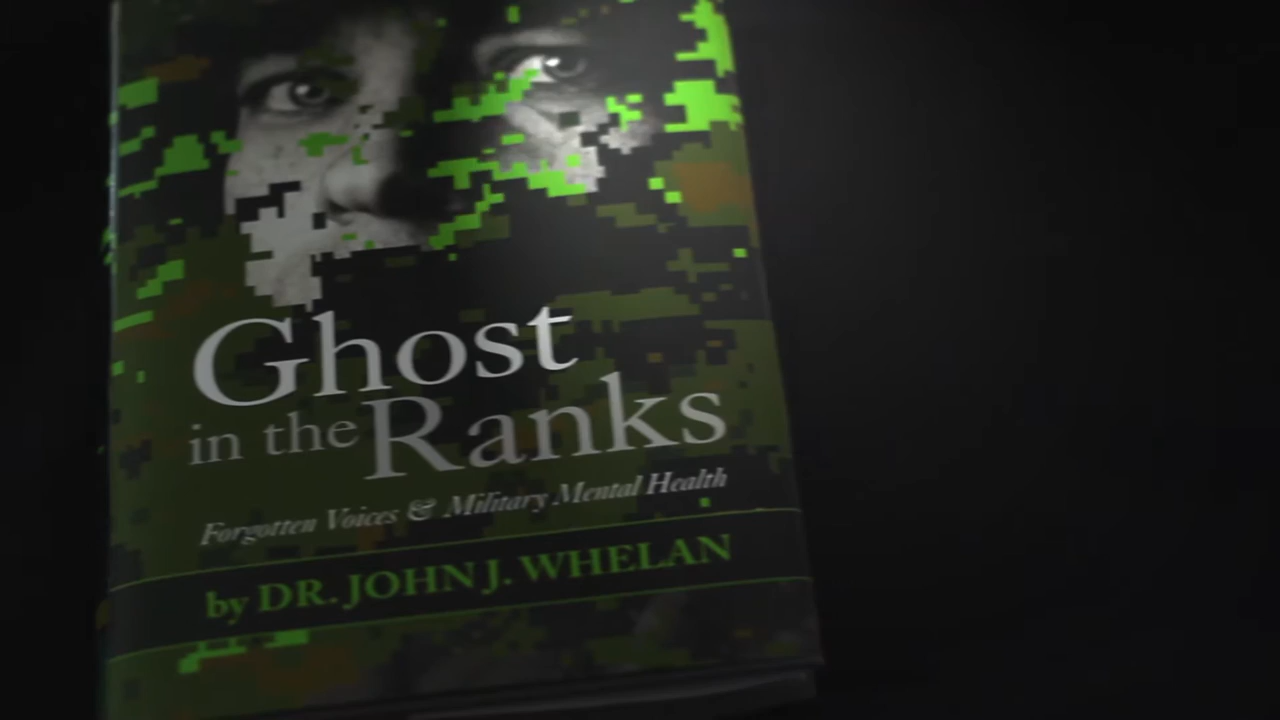 Ghost
in the Ranks
Forgotten Voices & Military Mental Health
by DR. JOHN J. WHELAN